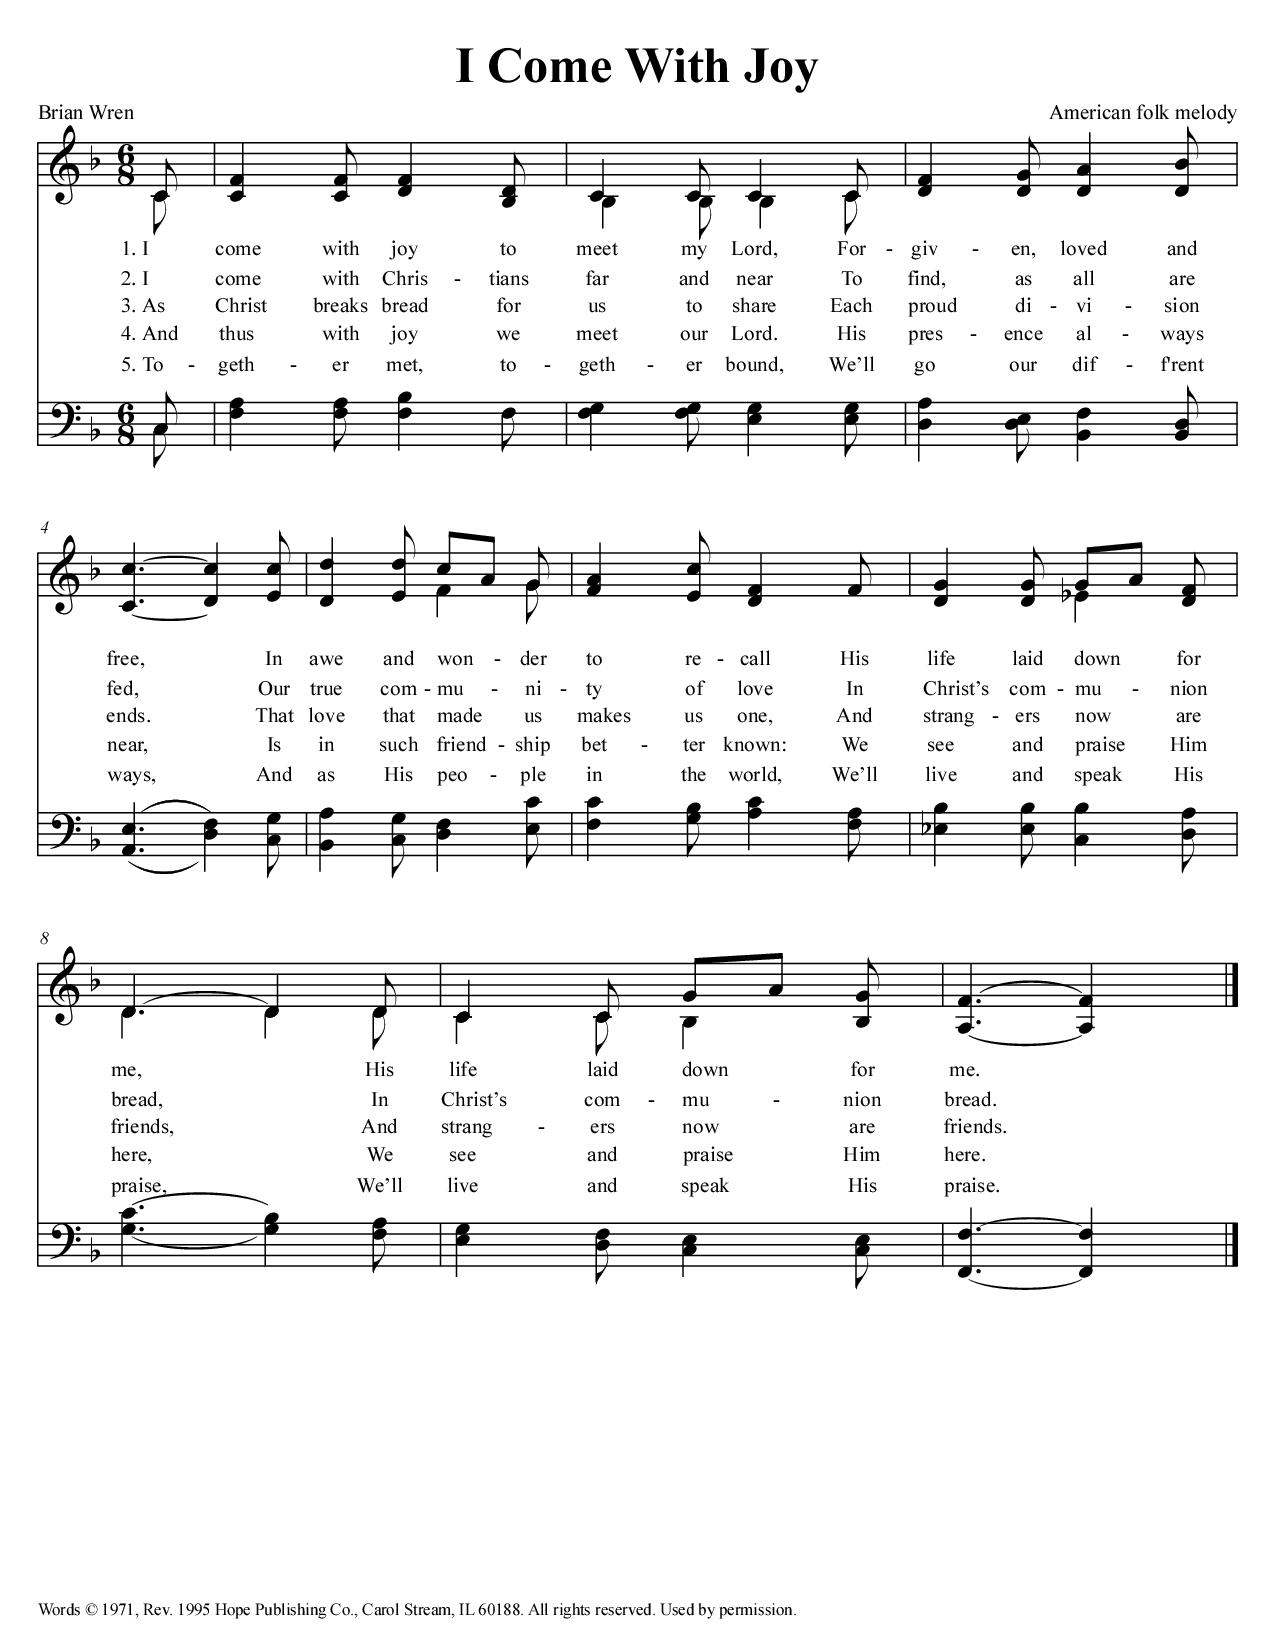 I Come With Joy
Brian Wren
American folk melody
6 8
1. I come with joy to meet my Lord, For - giv - en, loved and
2. I come with Chris - tians far and near To find, as all are
3. As Christ breaks bread for us to share Each proud di - vi - sion
4. And thus with joy we meet our Lord. His pres - ence al - ways
5. To - geth - er met, to - geth - er bound, We’ll go our dif - f'rent
6 8
4
free, In awe and won - der to re - call His life laid down for
fed, Our true com - mu - ni - ty of love In Christ’s com - mu - nion
ends. That love that made us makes us one, And strang - ers now are
near, Is in such friend - ship bet - ter known: We see and praise Him
ways, And as His peo - ple in the world, We’ll live and speak His
8
me, His life laid down for me.
bread, In Christ’s com - mu - nion bread.
friends, And strang - ers now are friends.
here, We see and praise Him here.
praise, We’ll live and speak His praise.
Words © 1971, Rev. 1995 Hope Publishing Co., Carol Stream, IL 60188. All rights reserved. Used by permission.